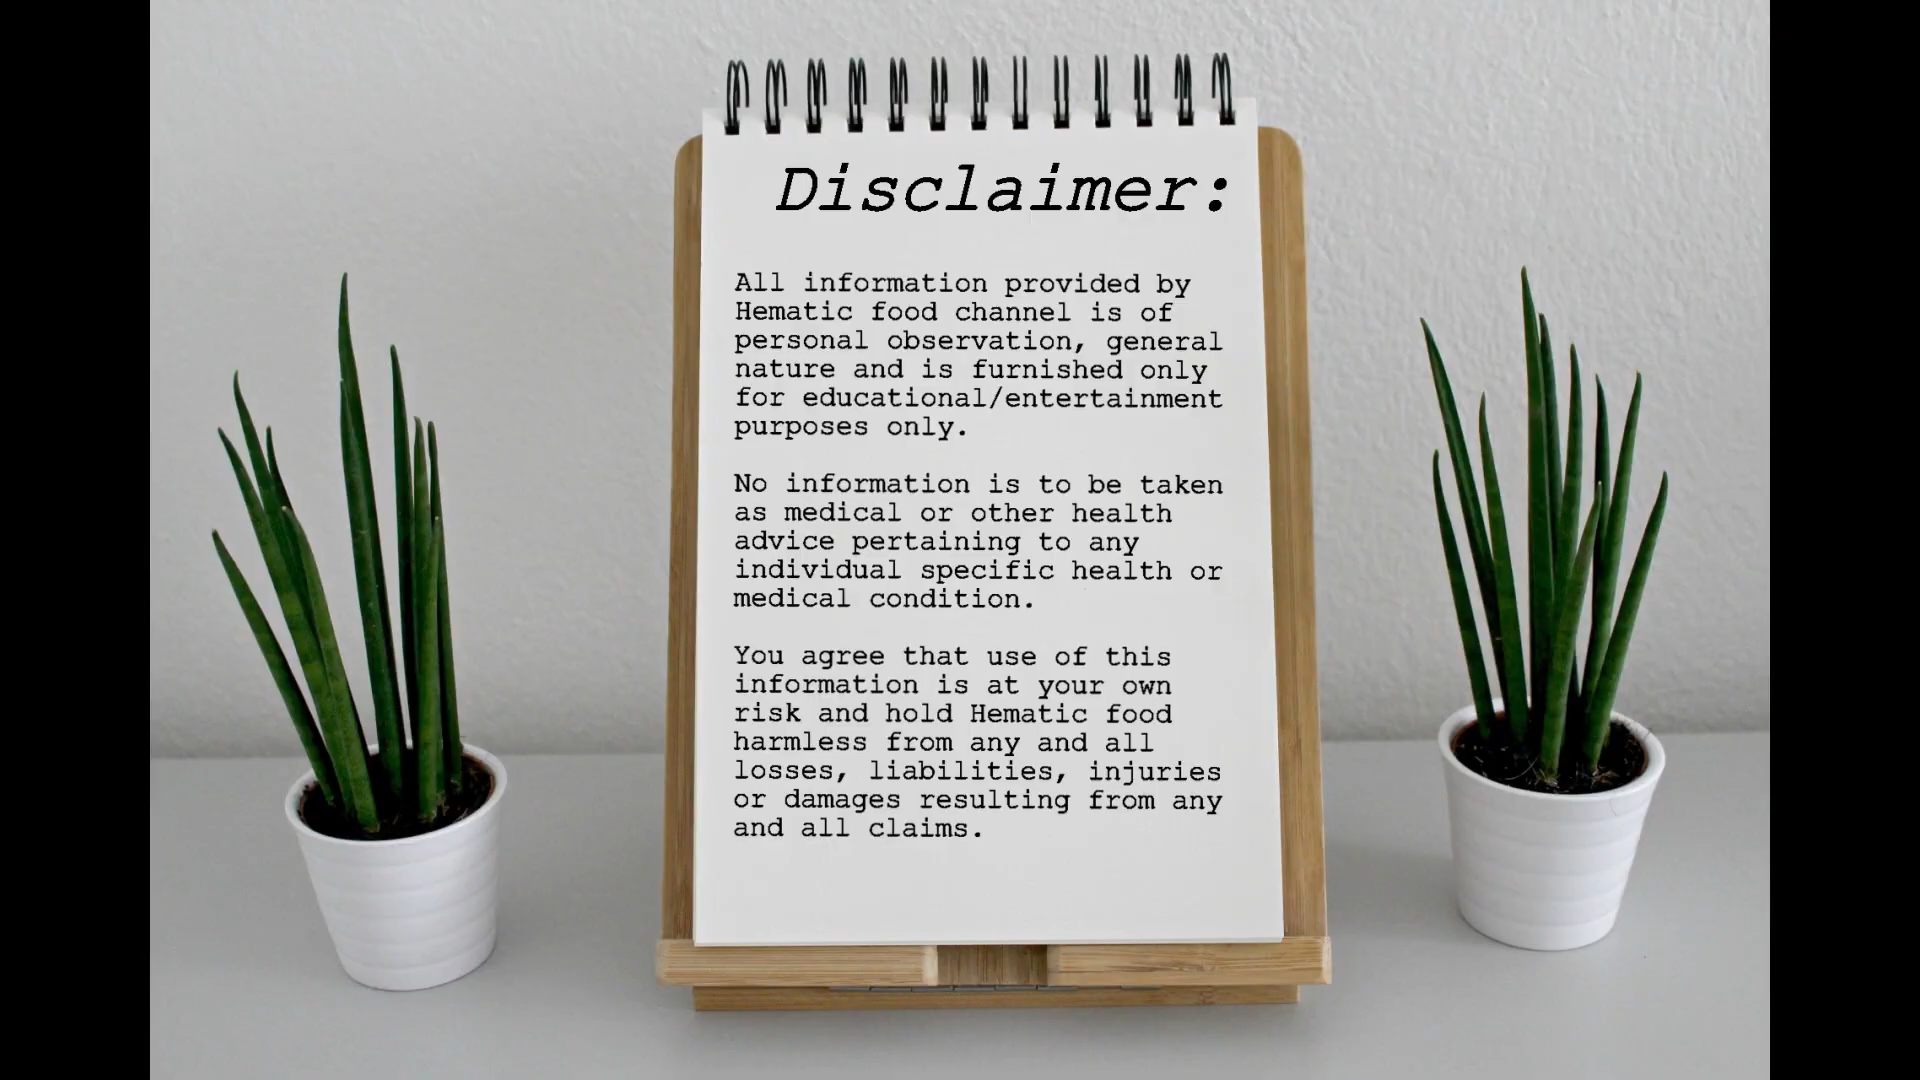 Disclaimer:
All information provided by
Hematic food channel is of
personal observation, general
nature and is furnished only
for educational/entertainment
purposes only.
No information is to be taken
as medical or other health
advice pertaining to any
individual specific health or
medical condition.
You agree that use of this
information is at your own
risk and hold Hematic food
harmless from any and all
losses, liabilities, injuries
or damages resulting from any
and all claims.